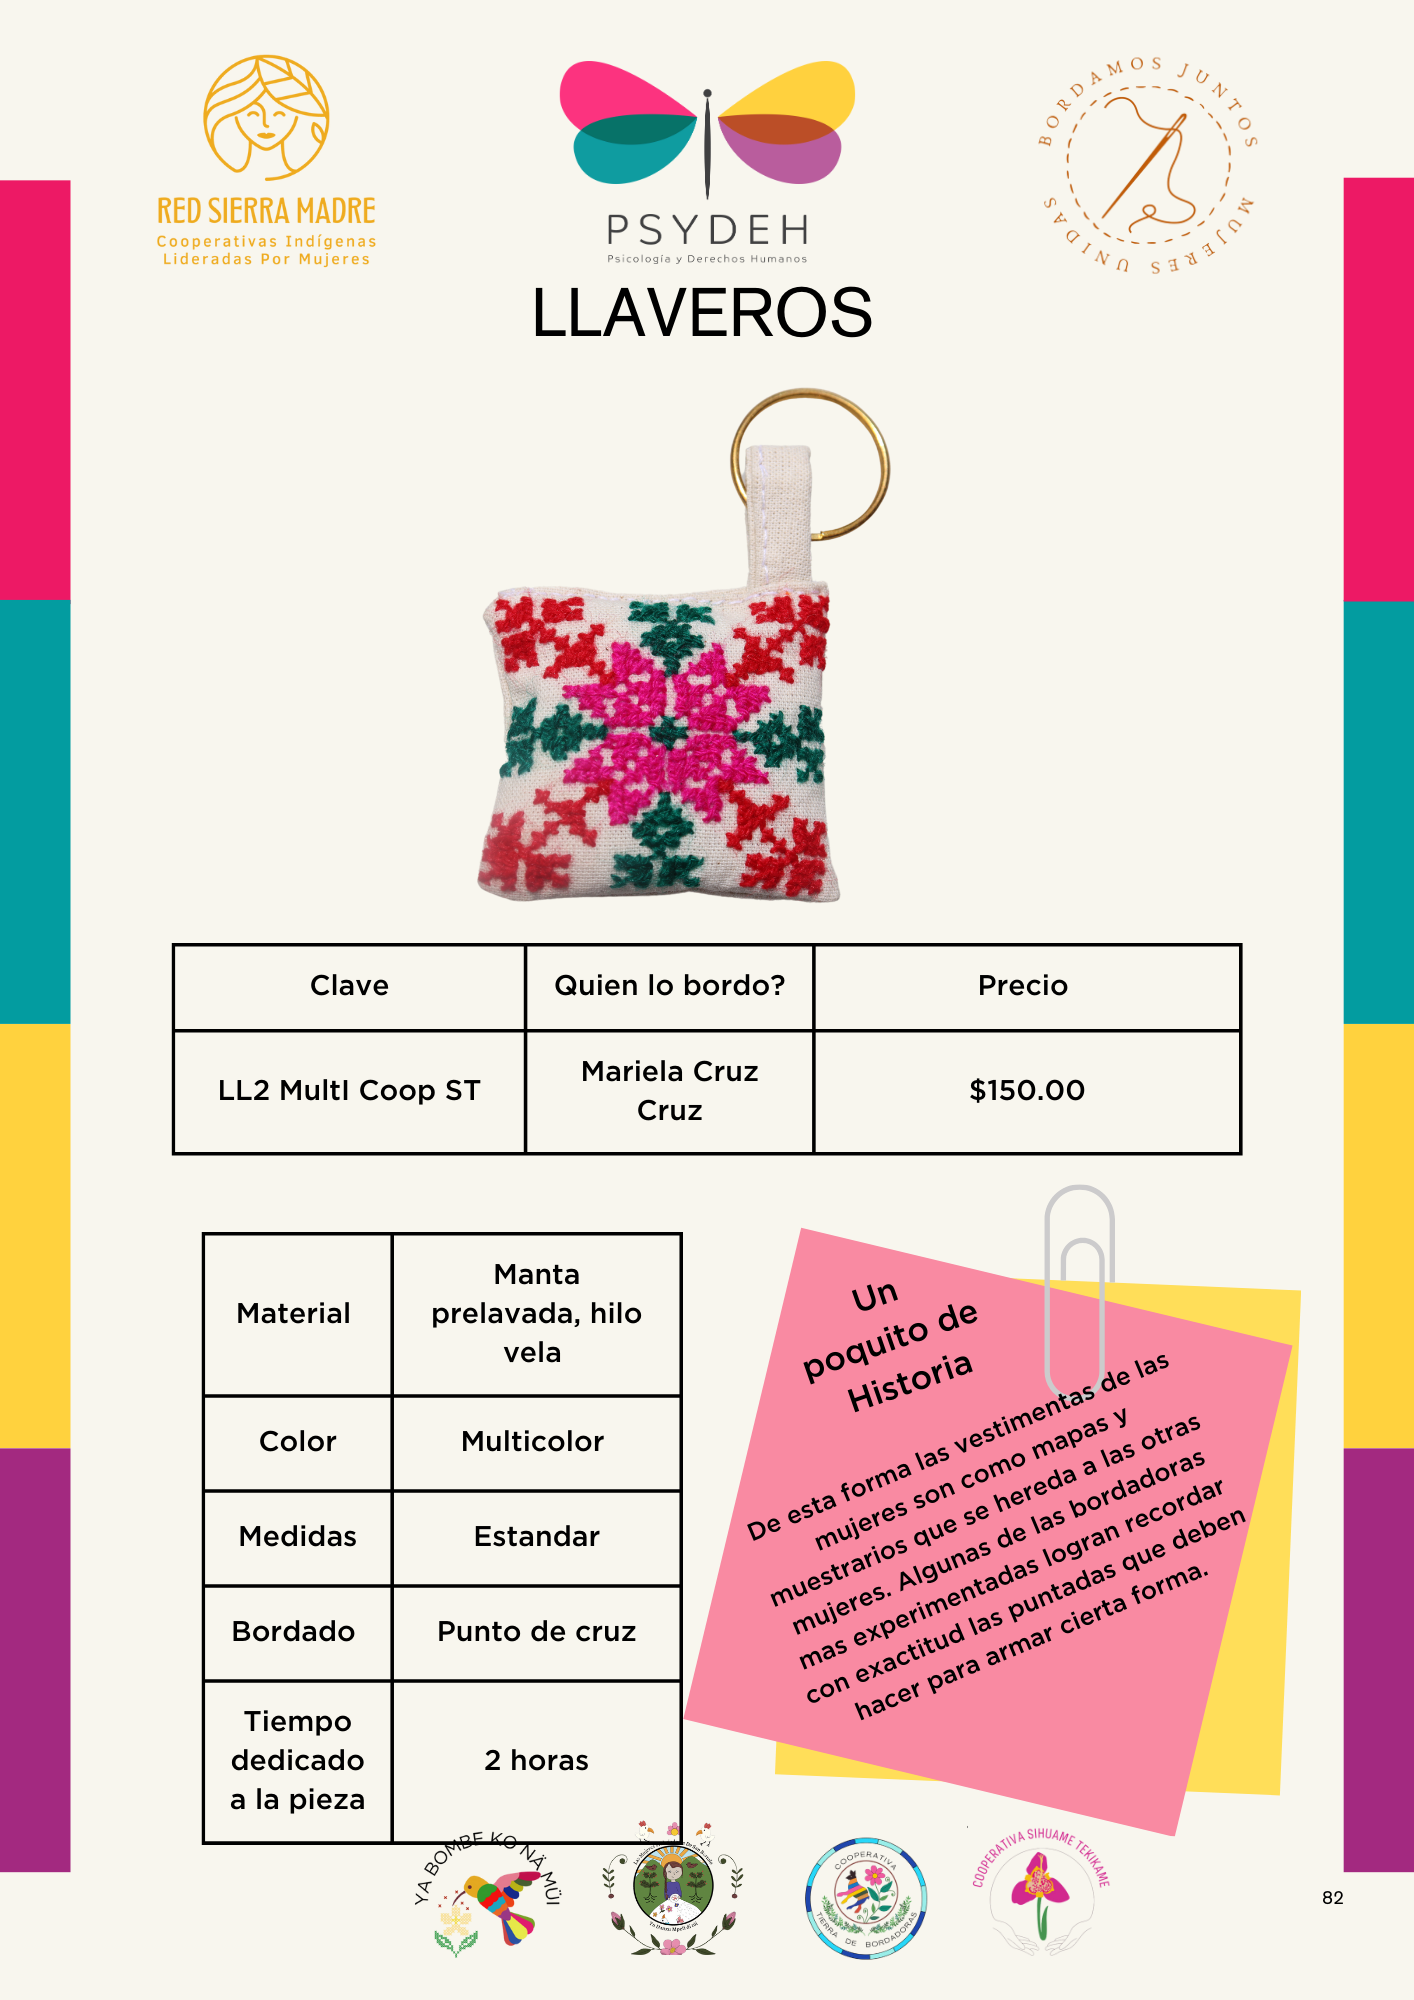 RED SIERRA MADRE
Cooperativas Indígenas
Lideradas Por Mujeres
PSYDEH
Psicología y Derechos Humanos
BORDAMOS JUNTOS
MUJERES UNIDAS
LLAVEROS
Clave
Quien lo bordo?
Precio
LL2 MultI Coop ST
Mariela Cruz
Cruz
$150.00
Material
Manta
prelavada, hilo
vela
Color
Multicolor
Medidas
Estandar
Bordado
Punto de cruz
Tiempo
dedicado
a la pieza
2 horas
Un
poquito de
Historia
De esta forma las vestimentas de las
mujeres son como mapas y
muestrarios que se hereda a las otras
mujeres. Algunas de las bordadoras
mas experimentadas logran recordar
con exactitud las puntadas que deben
hacer para armar cierta forma.
YA BOMBE KO NÄ MÜI
COOPERATIVA
TIERRA DE BORDADORAS
COOPERATIVA SIHUAME TEKIKAME
82